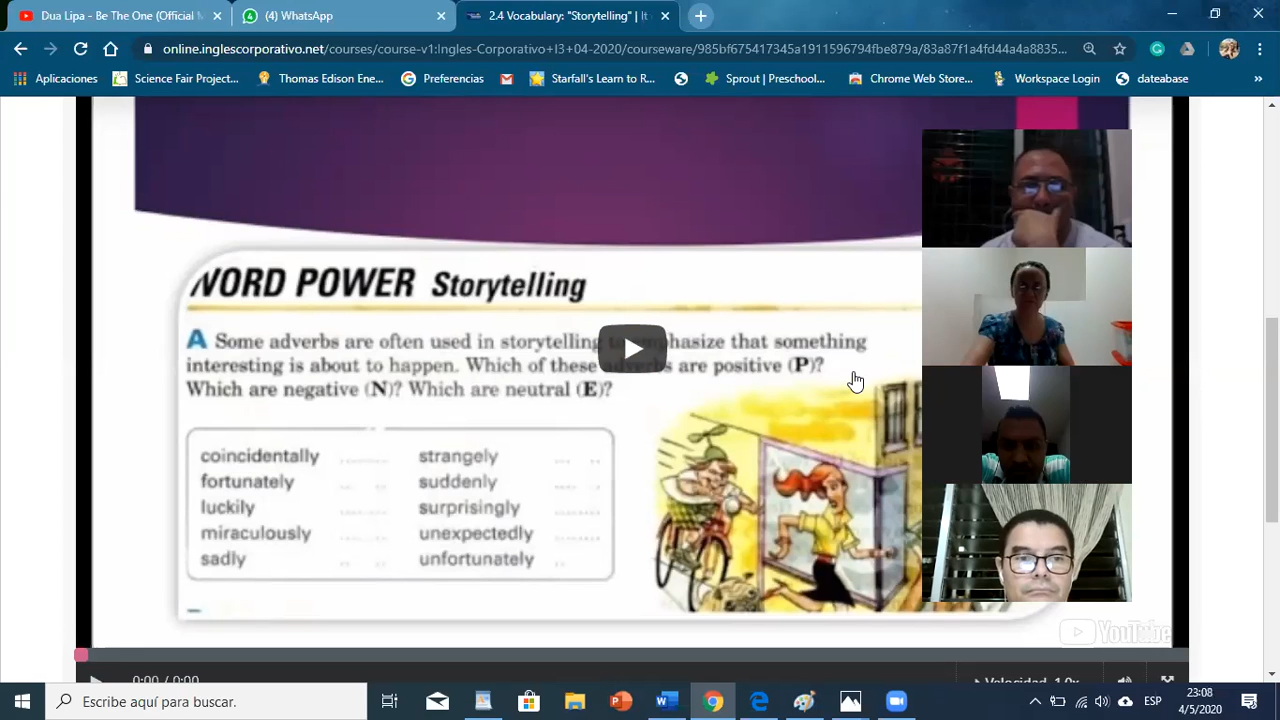 Dua Lipa - Be The One (Official M
(4) WhatsApp
2.4 Vocabulary: "Storytelling" | It
online.inglescorporativo.net/courses/course-v1:Ingles-Corporativo+I3+04-2020/courseware/985bf675417345a1911596794fbe879a/83a87f1a4fd44a4a8835...
Aplicaciones
Science Fair Project...
Thomas Edison Ene...
Preferencias
Starfall's Learn to R...
Sprout | Preschool...
Chrome Web Store...
Workspace Login
dateabase
»
WORD POWER Storytelling
A Some adverbs are often used in storytelling to emphasize that something
interesting is about to happen. Which of these adverbs are positive (P)?
Which are negative (N)? Which are neutral (E)?
coincidentally strangely
fortunately suddenly
luckily surprisingly
miraculously unexpectedly
sadly unfortunately
YouTube
0:00 / 0:00
Velocidad 1.0x
Escribe aquí para buscar.
ESP
23:08
4/5/2020